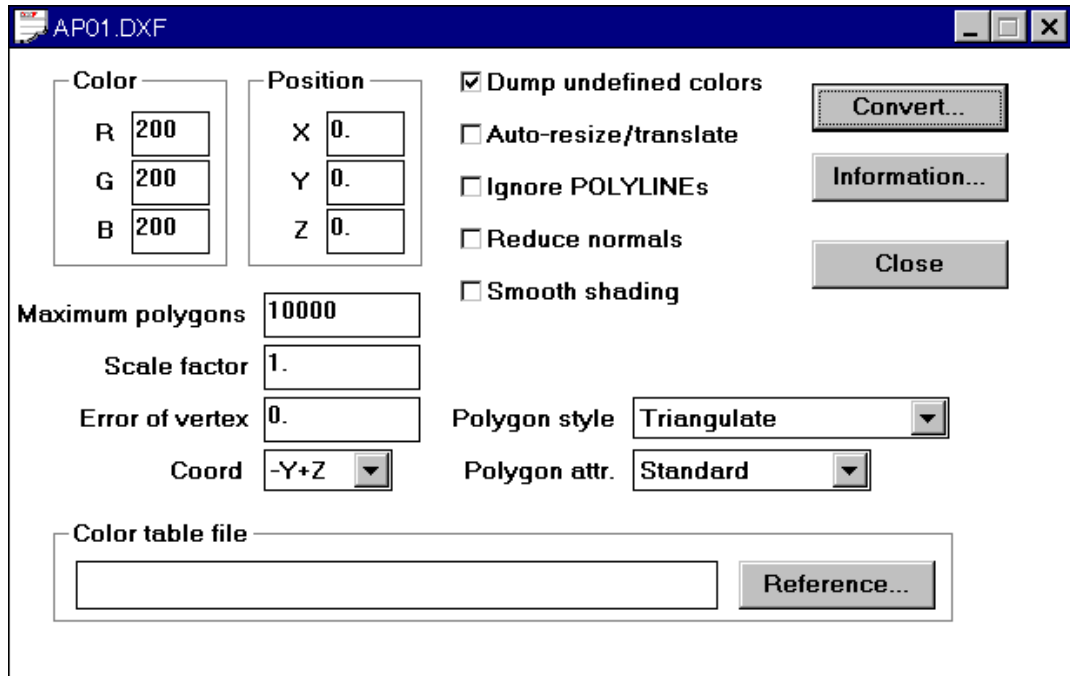 AP01.DXF
Color
R 200
G 200
B 200
Position
X 0.
Y 0.
Z 0.
Dump undefined colors
Auto-resize/translate
Ignore POLYLINEs
Reduce normals
Smooth shading
Convert...
Information...
Close
Maximum polygons 10000
Scale factor 1.
Error of vertex 0.
Coord -Y+Z
Polygon style Triangulate
Polygon attr. Standard
Color table file
Reference...